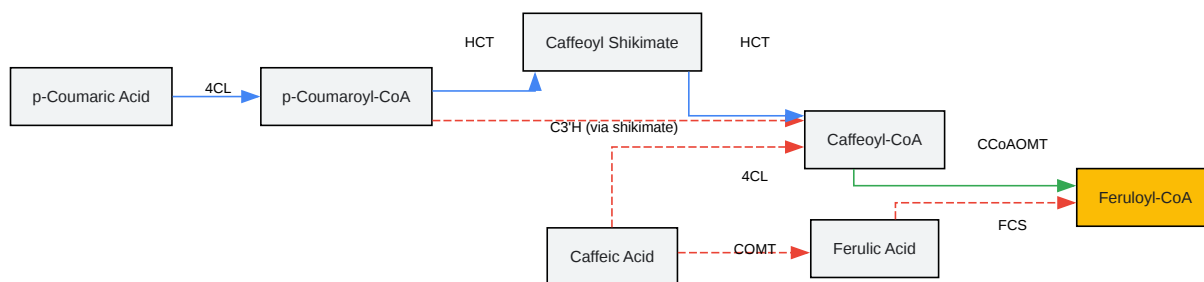 HCT
Caffeoyl Shikimate
HCT
p-Coumaric Acid
4CL
p-Coumaroyl-CoA
C3'H (via shikimate)
Caffeoyl-CoA
CCoAOMT
4CL
Feruloyl-CoA
FCS
Caffeic Acid
COMT
Ferulic Acid